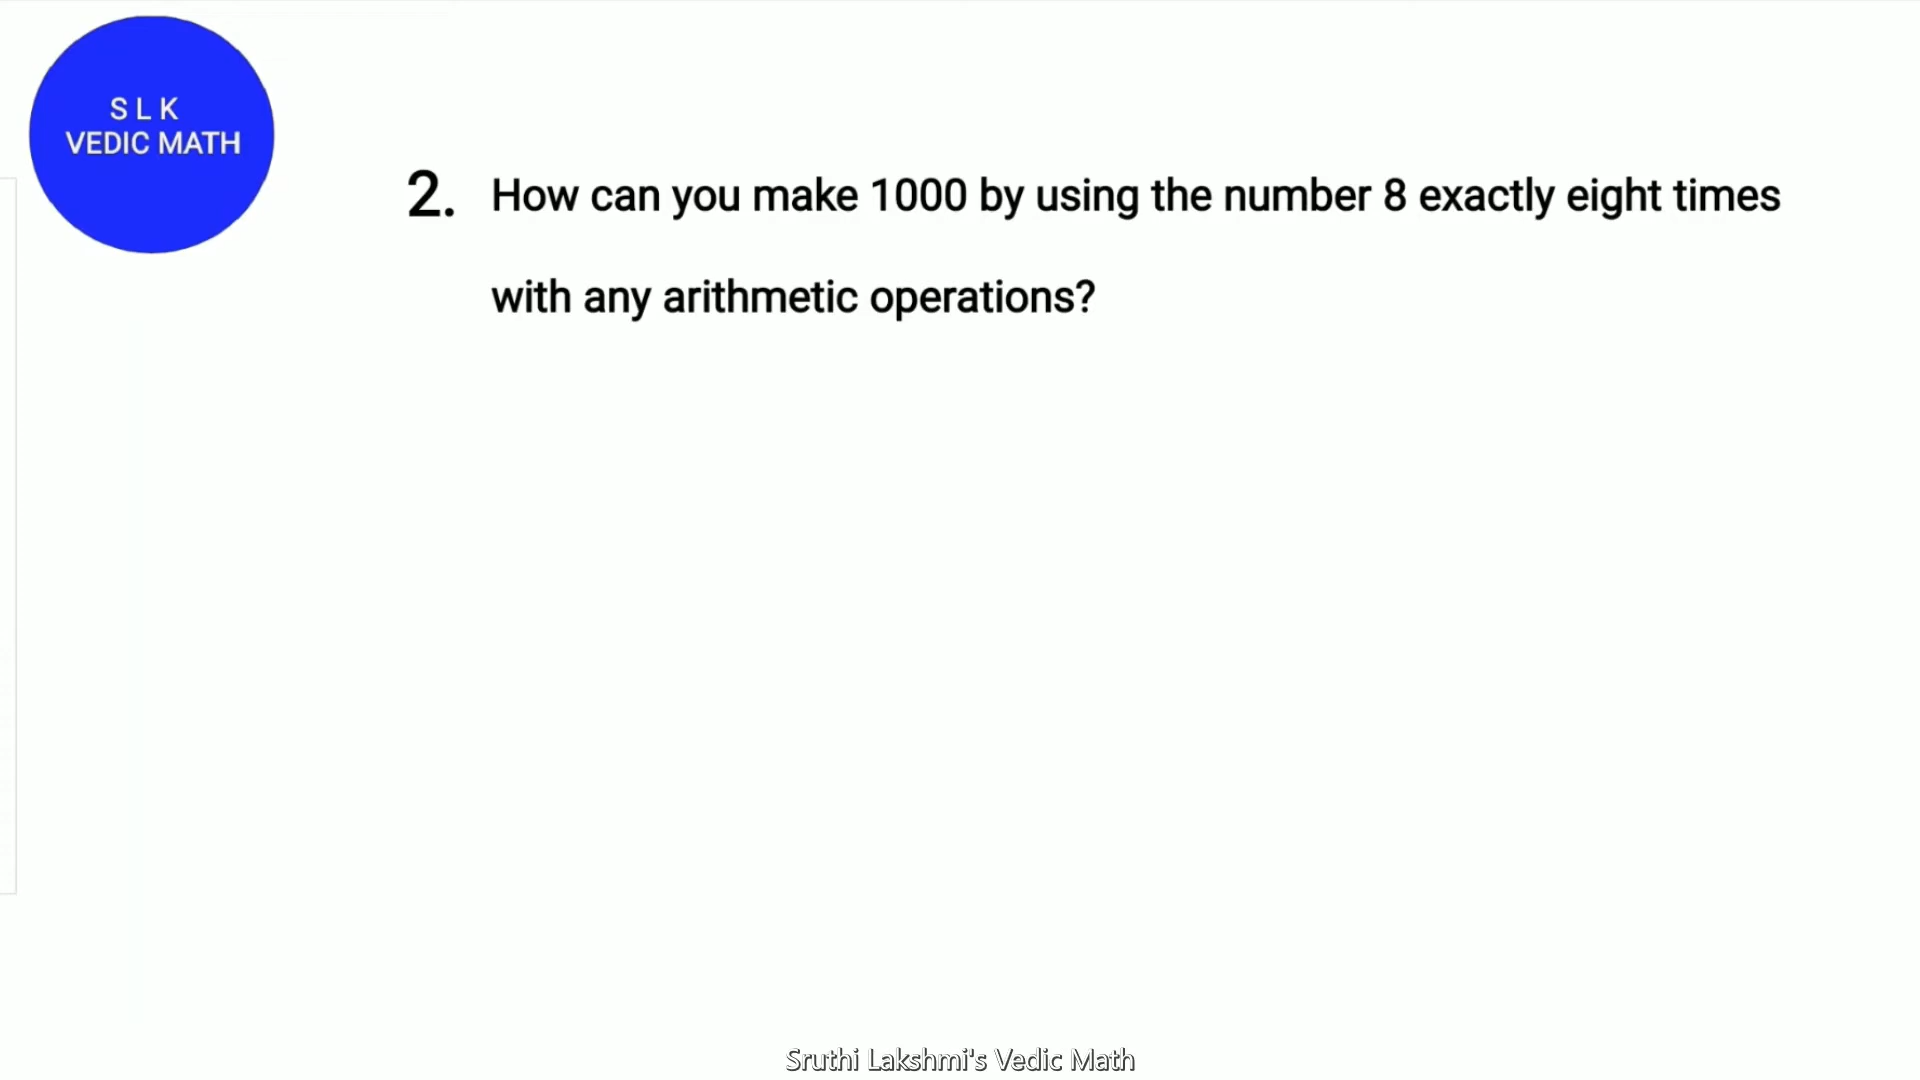 S L K
VEDIC MATH
2. How can you make 1000 by using the number 8 exactly eight times
with any arithmetic operations?
Sruthi Lakshmi's Vedic Math